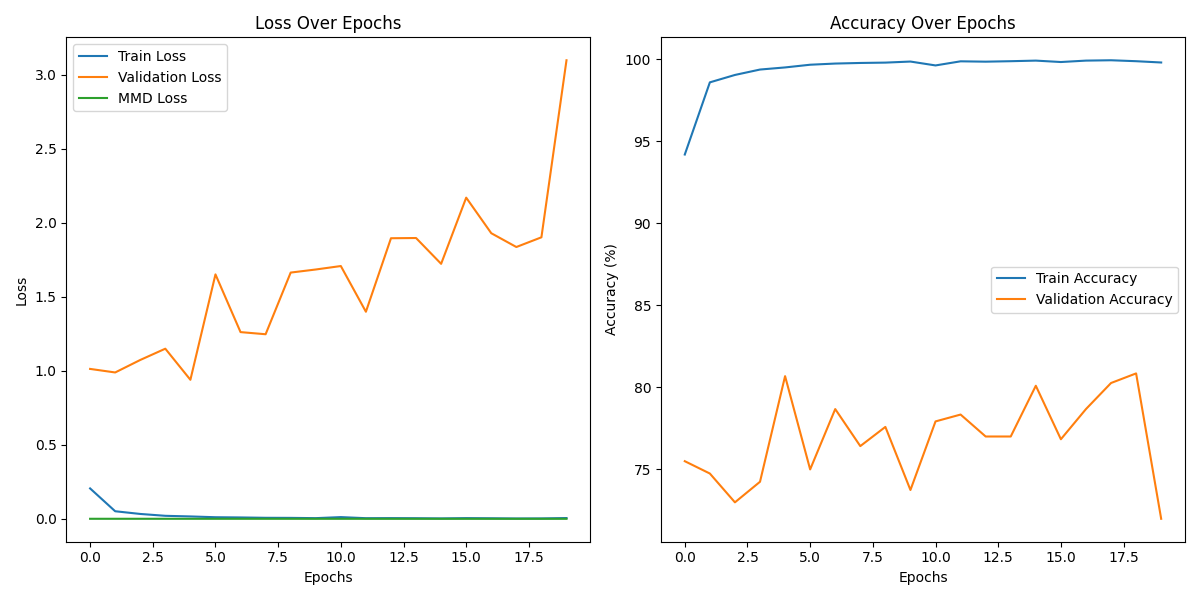 Loss Over Epochs
Train Loss
Validation Loss
MMD Loss
3.0
2.5
2.0
1.5
1.0
0.5
0.0
Loss
0.0 2.5 5.0 7.5 10.0 12.5 15.0 17.5
Epochs
Accuracy Over Epochs
100
95
90
85
80
75
Accuracy (%)
Train Accuracy
Validation Accuracy
0.0 2.5 5.0 7.5 10.0 12.5 15.0 17.5
Epochs